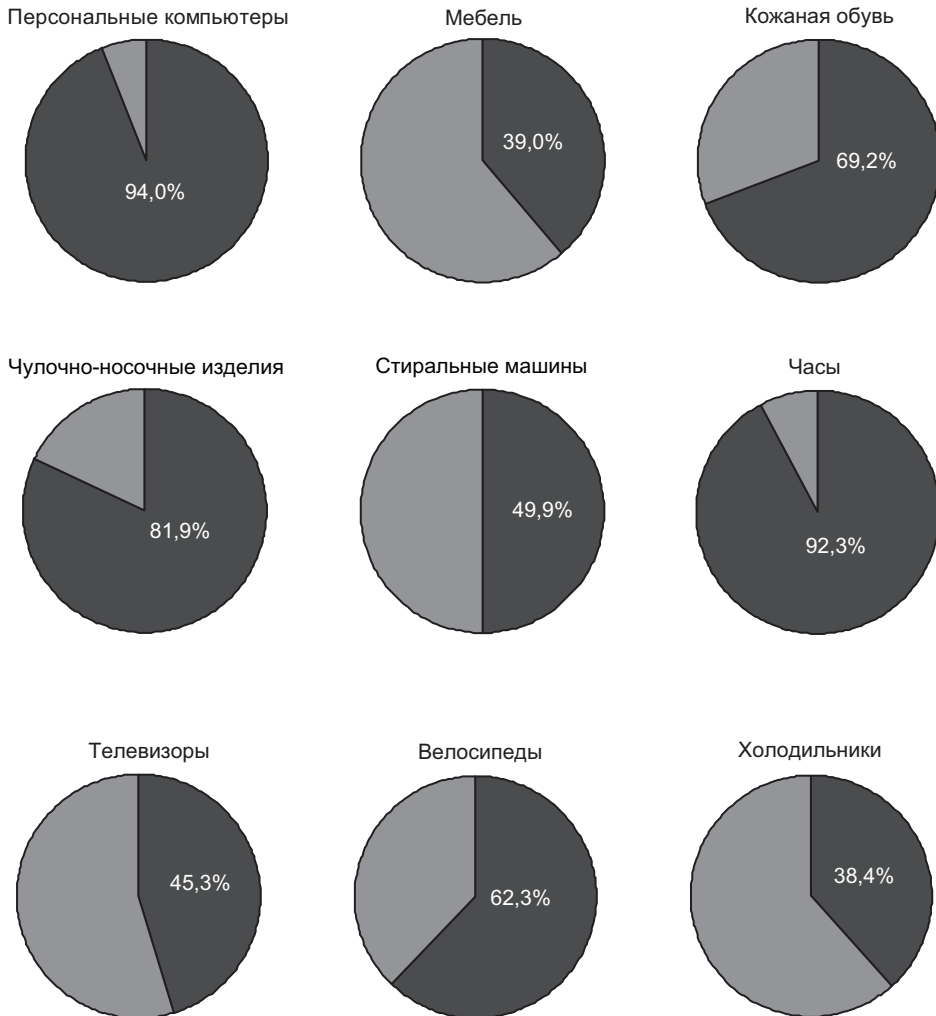 Персональные компьютеры
Мебель
Кожаная обувь
94,0%
39,0%
69,2%
Чулочно-носочные изделия
Стиральные машины
Часы
81,9%
49,9%
92,3%
Телевизоры
Велосипеды
Холодильники
45,3%
62,3%
38,4%